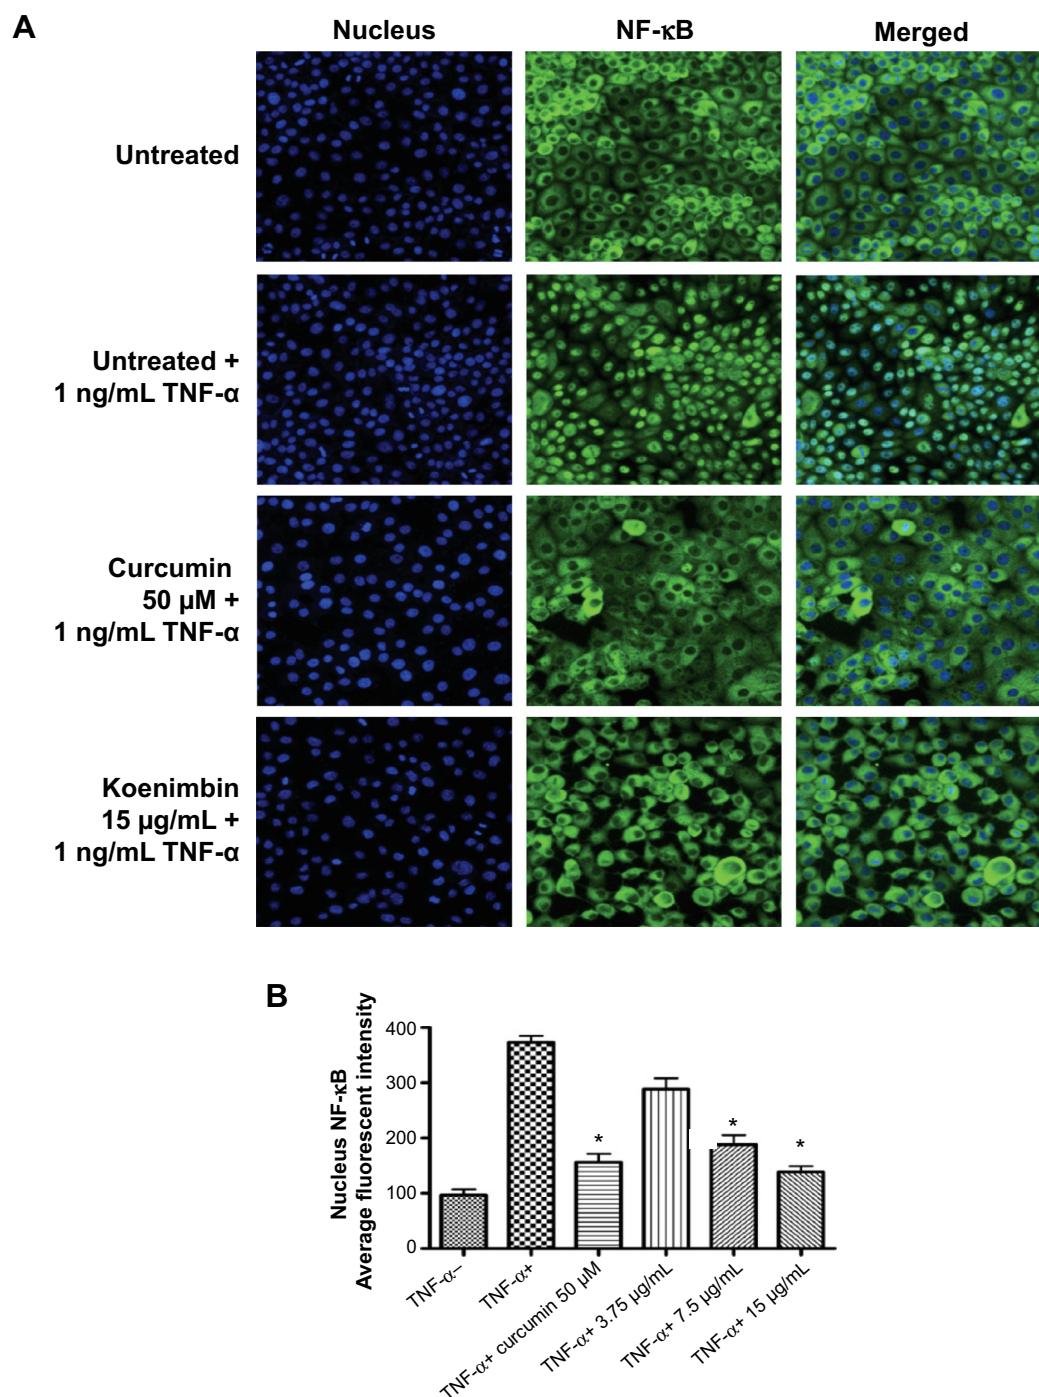 A
Nucleus
NF-κB
Merged
Untreated
Untreated +
1 ng/mL TNF-α
Curcumin
50 µM +
1 ng/mL TNF-α
Koenimbin
15 µg/mL +
1 ng/mL TNF-α
B
Nucleus NF-κB
Average fluorescent intensity
400
300
200
100
0
*
*
*
TNF-α–
TNF-α+
TNF-α+ curcumin 50 µM
TNF-α+ 3.75 µg/mL
TNF-α+ 7.5 µg/mL
TNF-α+ 15 µg/mL